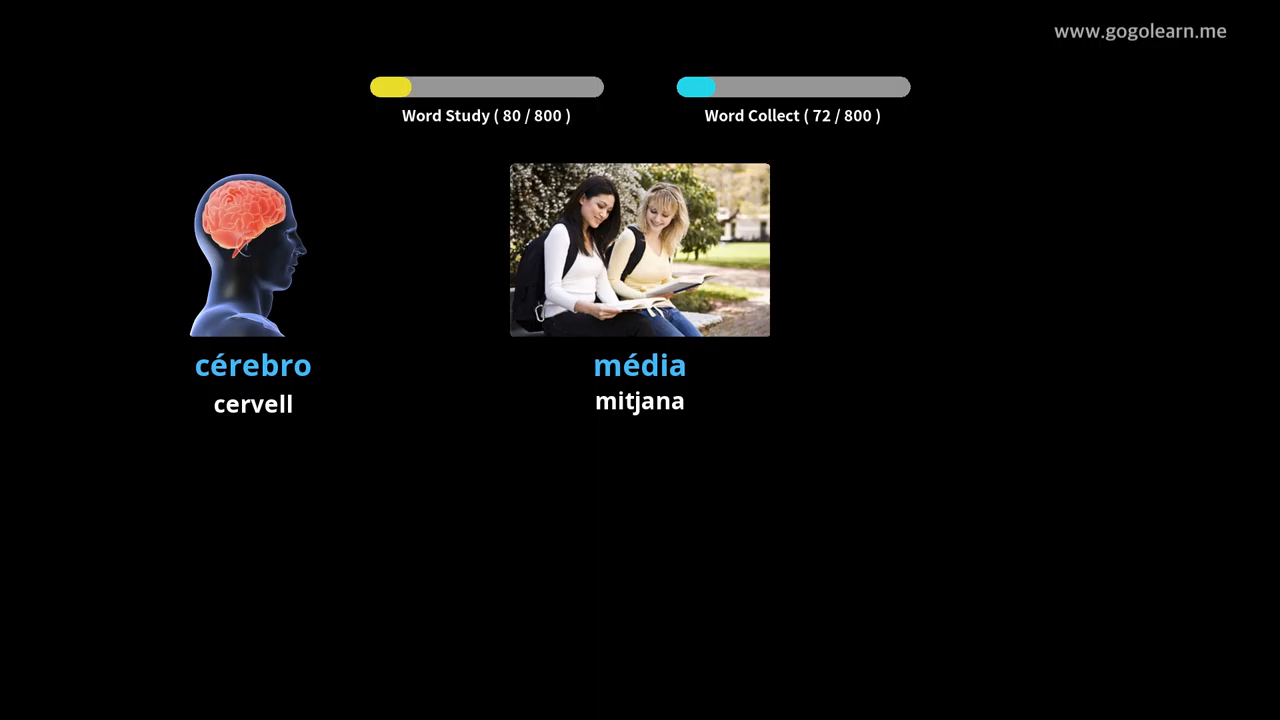 www.gogolearn.me
Word Study ( 80 / 800 )
Word Collect ( 72 / 800 )
cérebro
cervell
média
mitjana